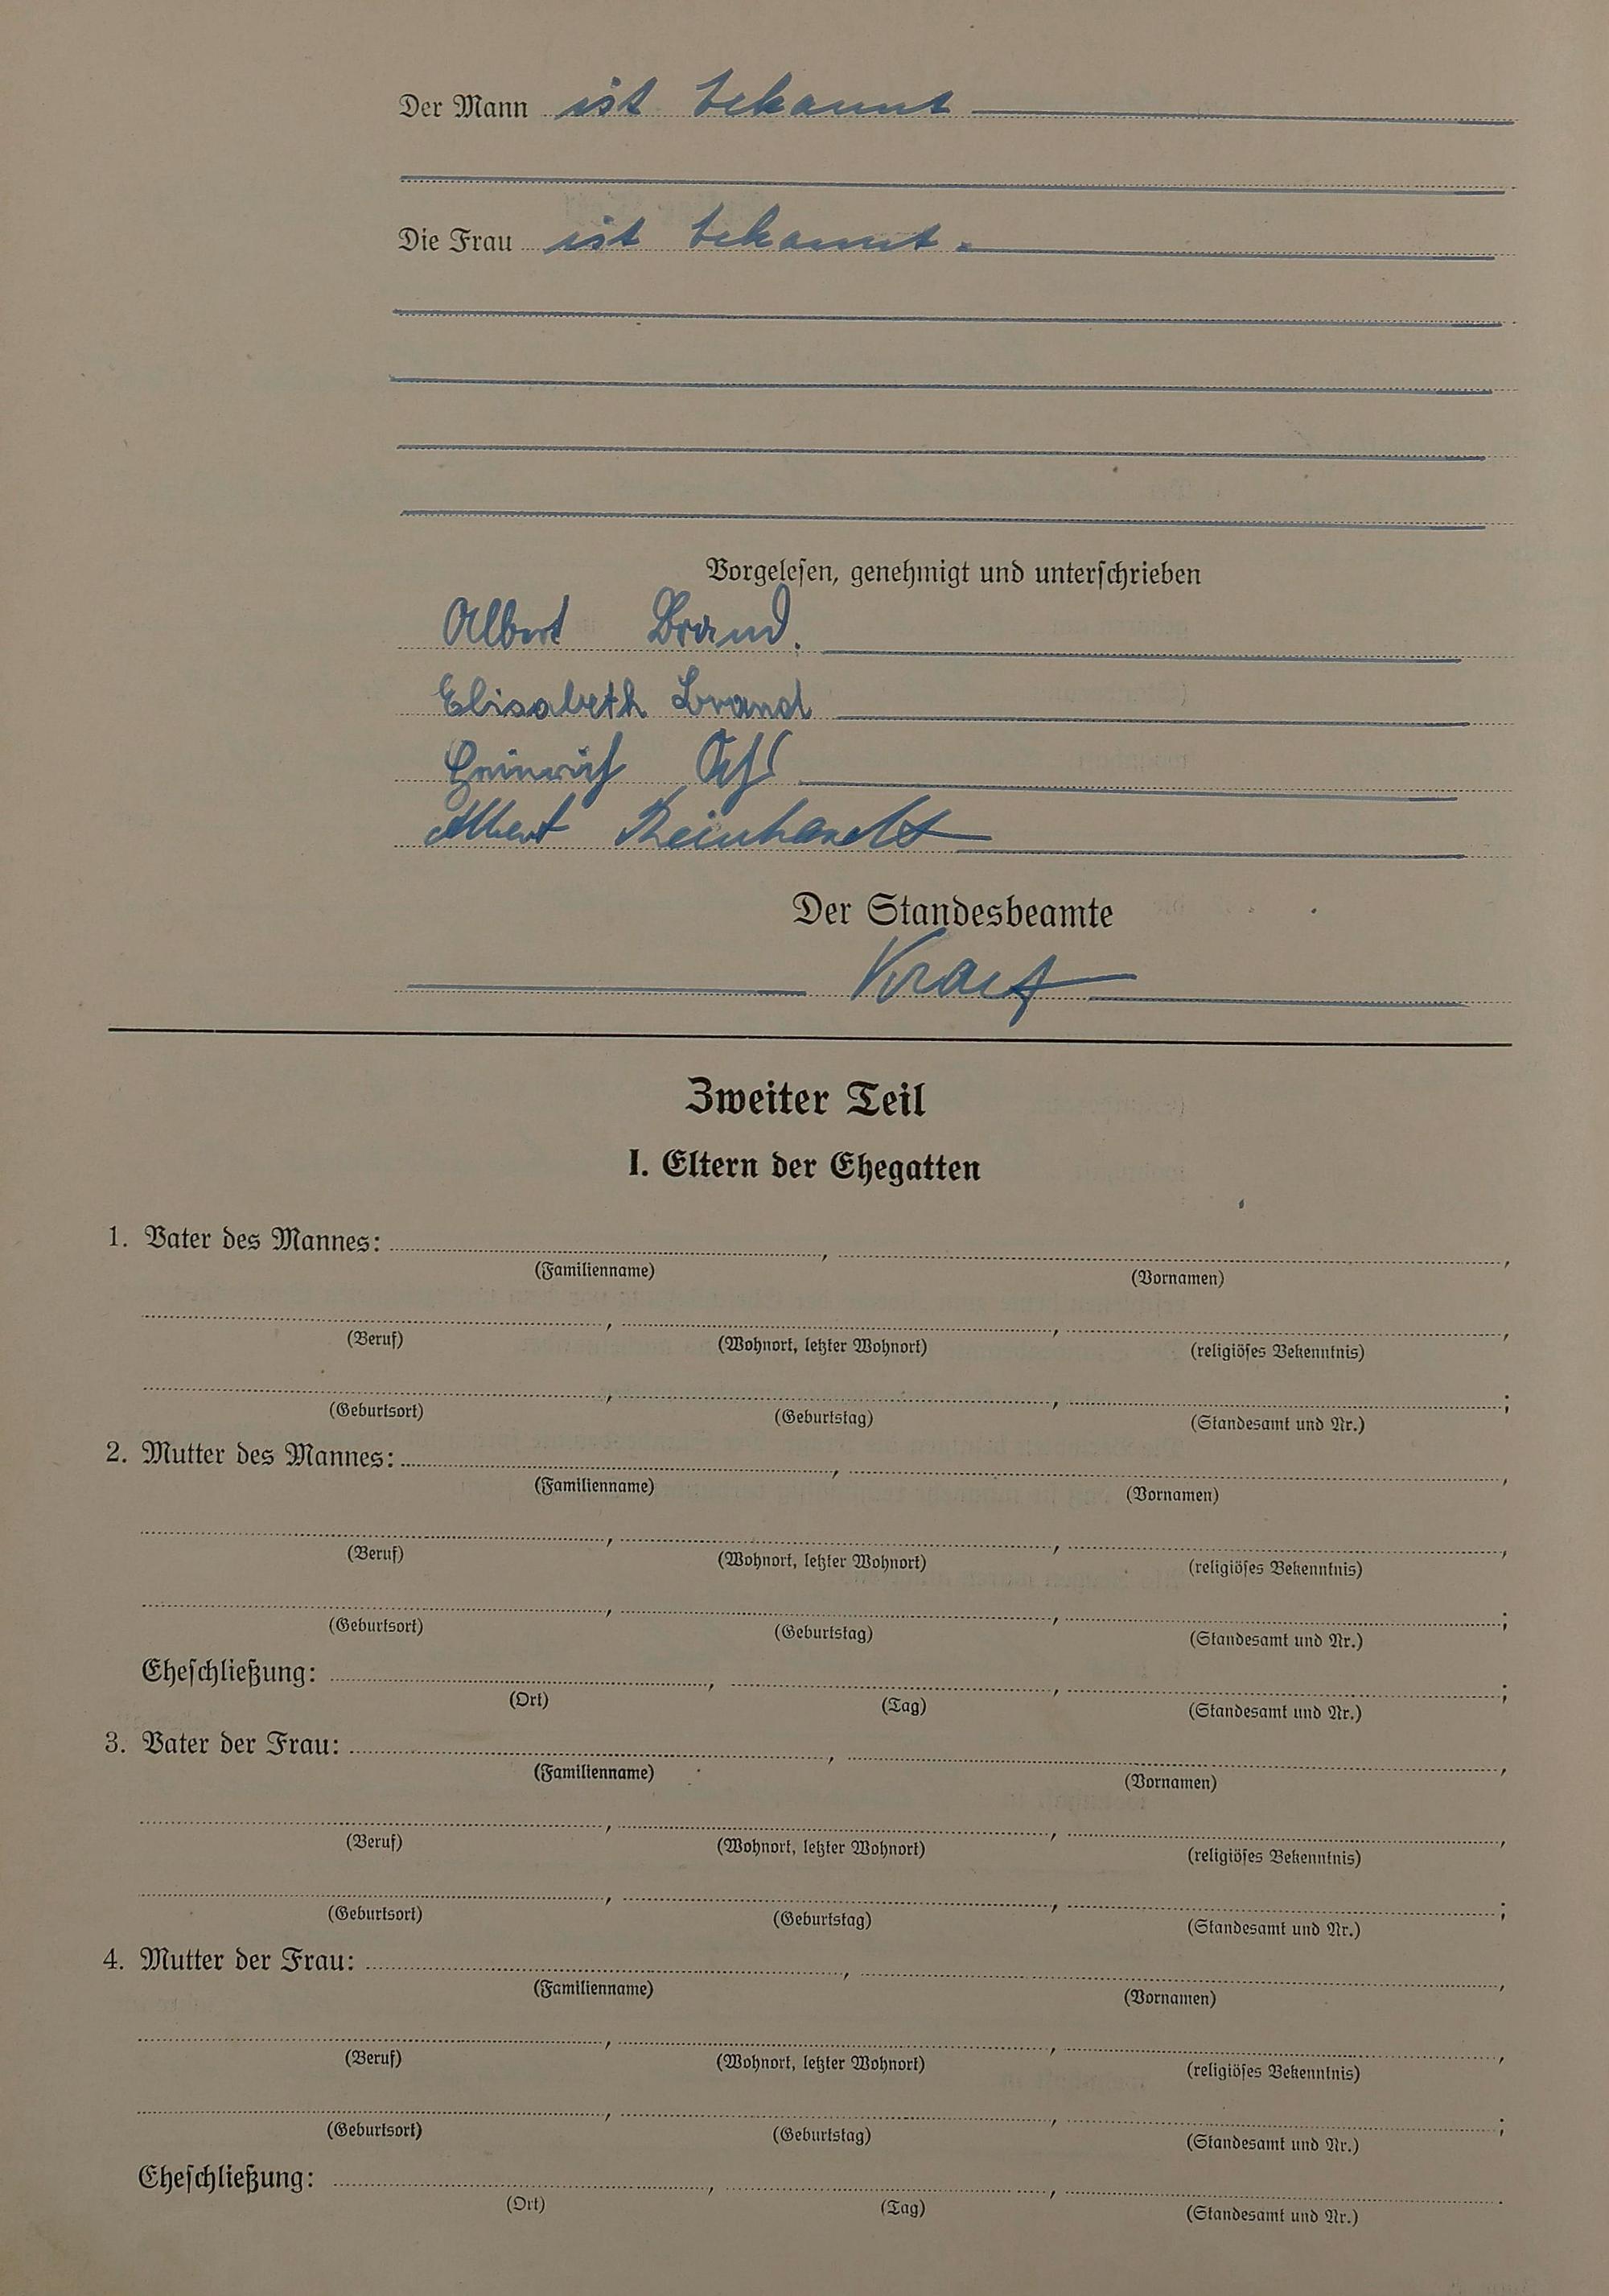 Der Mann ist bekannt
Die Frau ist bekannt.
Vorgelesen, genehmigt und unterschrieben
Albert Brand.
Elisabeth Brand
Heinrich
Albert Reinhardt
Der Standesbeamte
Zweiter Teil
I. Eltern der Ehegatten
1. Vater des Mannes: , ,
(Familienname) (Vornamen)
, , ,
(Beruf) (Wohnort, letzter Wohnort) (religiöses Bekenntnis)
, , ;
(Geburtsort) (Geburtstag) (Standesamt und Nr.)
2. Mutter des Mannes: , ,
(Familienname) (Vornamen)
, , ,
(Beruf) (Wohnort, letzter Wohnort) (religiöses Bekenntnis)
, , ;
(Geburtsort) (Geburtstag) (Standesamt und Nr.)
Eheschließung: , , ;
(Ort) (Tag) (Standesamt und Nr.)
3. Vater der Frau: , ,
(Familienname) (Vornamen)
, , ,
(Beruf) (Wohnort, letzter Wohnort) (religiöses Bekenntnis)
, , ;
(Geburtsort) (Geburtstag) (Standesamt und Nr.)
4. Mutter der Frau: , ,
(Familienname) (Vornamen)
, , ,
(Beruf) (Wohnort, letzter Wohnort) (religiöses Bekenntnis)
, , ;
(Geburtsort) (Geburtstag) (Standesamt und Nr.)
Eheschließung: , , .
(Ort) (Tag) (Standesamt und Nr.)